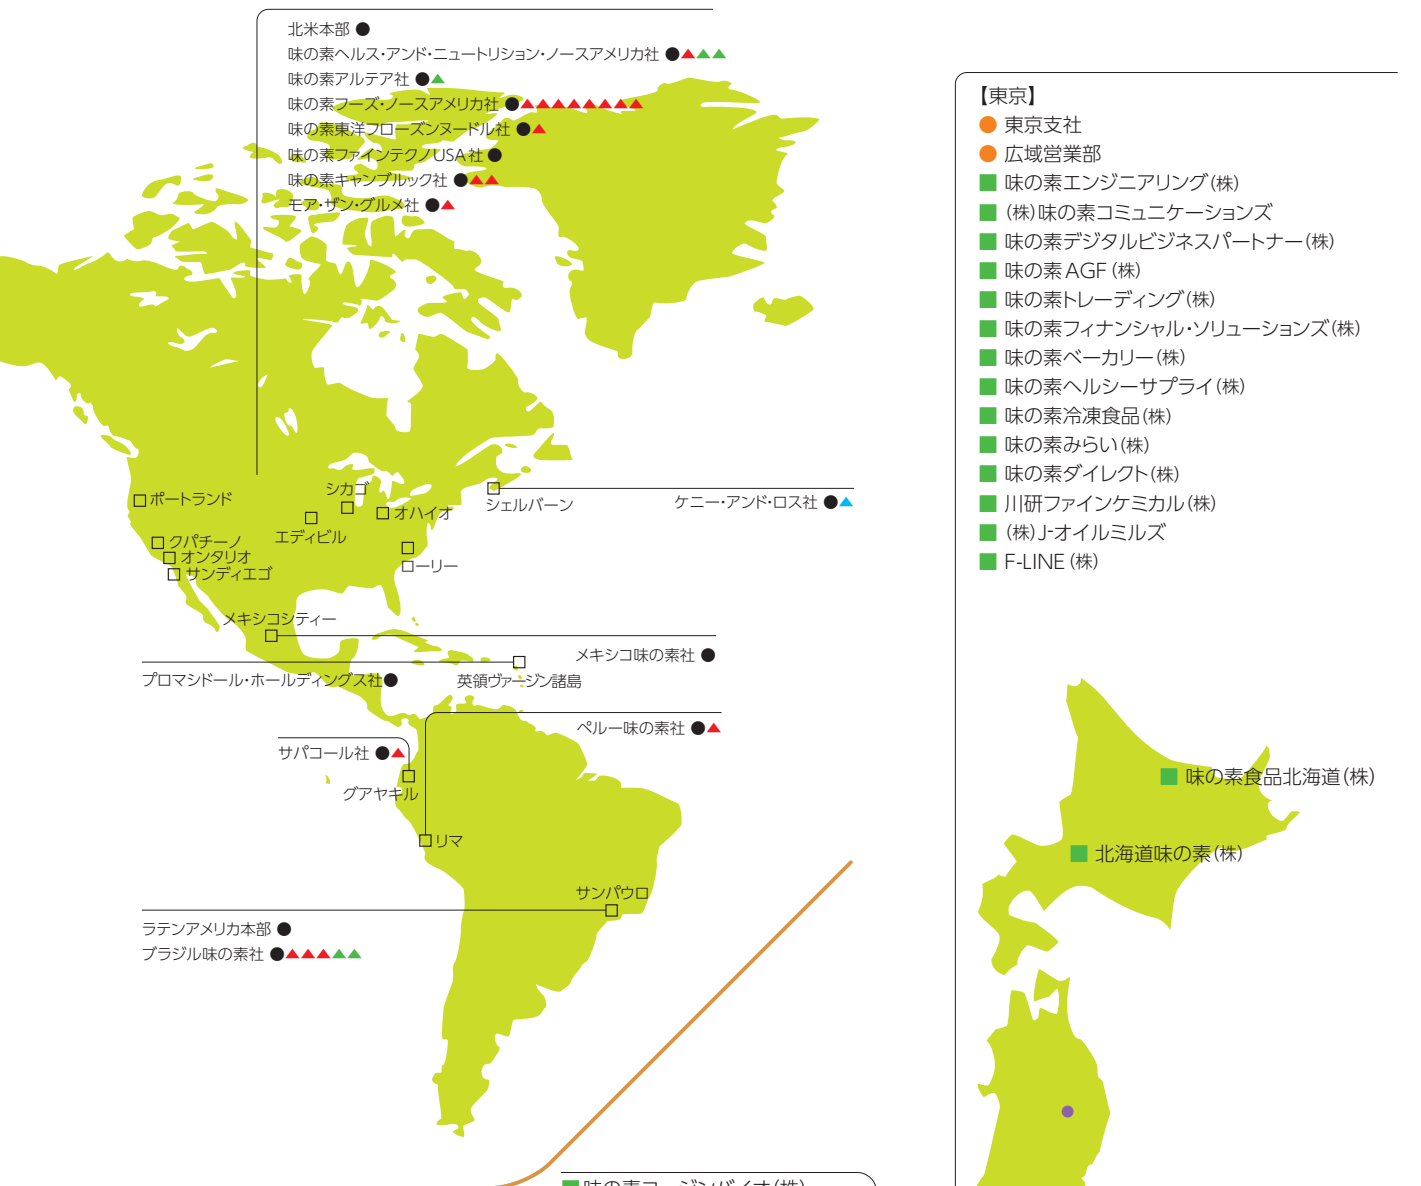 北米本部
味の素ヘルス・アンド・ニュートリション・ノースアメリカ社
味の素アルテア社
味の素フーズ・ノースアメリカ社
味の素東洋フローズンヌードル社
味の素ファインテクノUSA社
味の素キャンブルック社
モア・ザン・グルメ社
ポートランド
シカゴ
オハイオ
エディビル
クパチーノ
オンタリオ
サンディエゴ
ローリー
シェルバーン
ケニー・アンド・ロス社
メキシコシティー
メキシコ味の素社
プロマシドール・ホールディングス社
英領ヴァージン諸島
ペルー味の素社
サパコール社
グアヤキル
リマ
サンパウロ
ラテンアメリカ本部
ブラジル味の素社
【東京】
東京支社
広域営業部
味の素エンジニアリング(株)
(株)味の素コミュニケーションズ
味の素デジタルビジネスパートナー(株)
味の素AGF(株)
味の素トレーディング(株)
味の素フィナンシャル・ソリューションズ(株)
味の素ベーカリー(株)
味の素ヘルシーサプライ(株)
味の素冷凍食品(株)
味の素みらい(株)
味の素ダイレクト(株)
川研ファインケミカル(株)
(株)J-オイルミルズ
F-LINE(株)
味の素食品北海道(株)
北海道味の素(株)
味の素コージンバイオ(株)